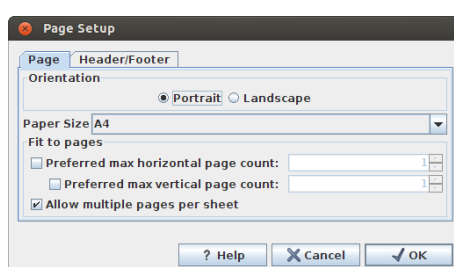 Page Setup
Page Header/Footer
Orientation
Portrait Landscape
Paper Size A4
Fit to pages
Preferred max horizontal page count: 1
Preferred max vertical page count: 1
Allow multiple pages per sheet
? Help Cancel OK